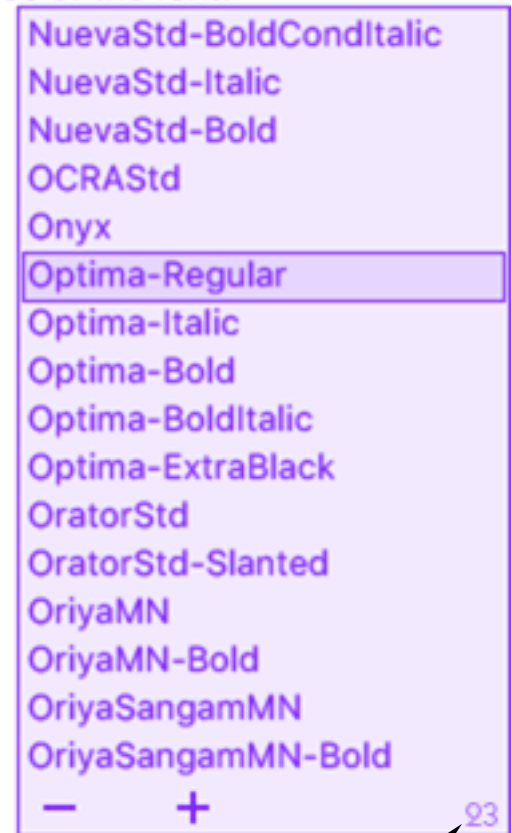 NuevaStd-BoldCondItalic
NuevaStd-Italic
NuevaStd-Bold
OCRAStd
Onyx
Optima-Regular
Optima-Italic
Optima-Bold
Optima-BoldItalic
Optima-ExtraBlack
OratorStd
OratorStd-Slanted
OriyaMN
OriyaMN-Bold
OriyaSangamMN
OriyaSangamMN-Bold
− +
23